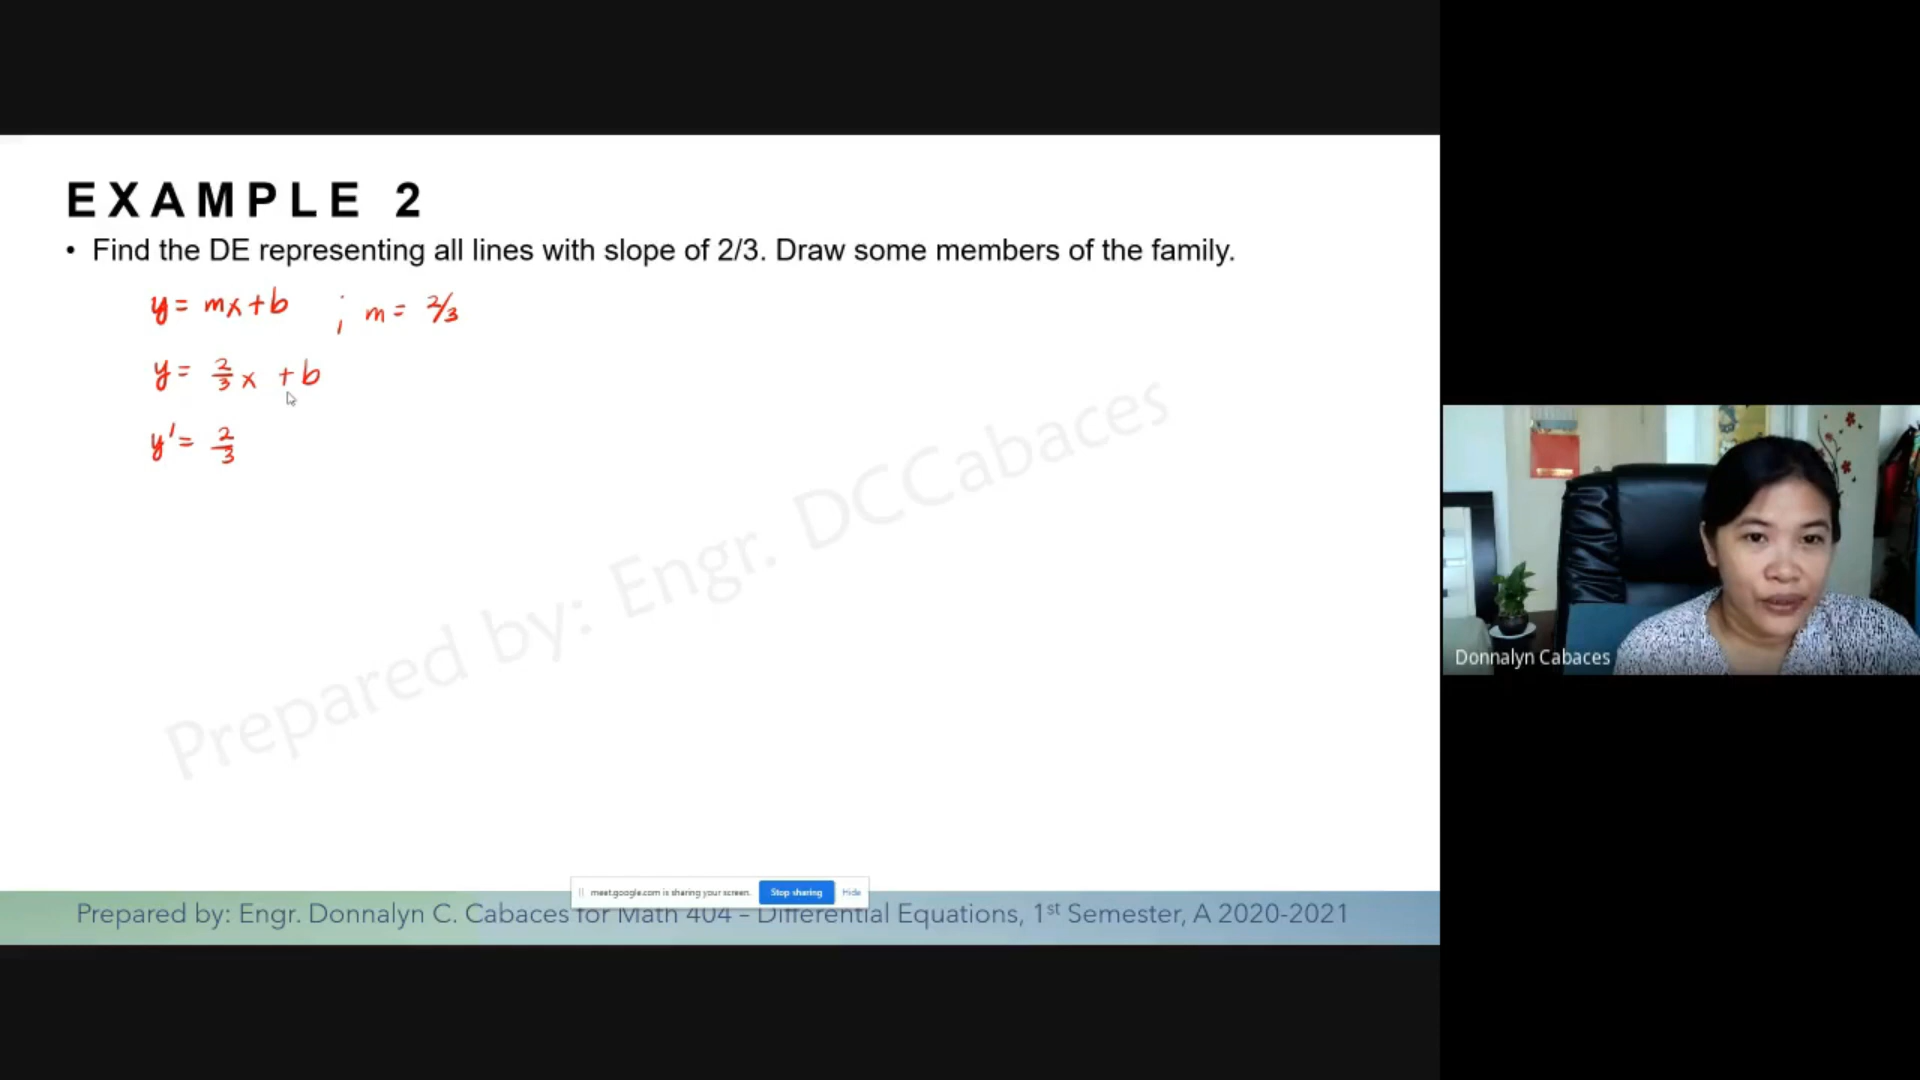 EXAMPLE 2
• Find the DE representing all lines with slope of 2/3. Draw some members of the family.
y = mx + b ; m = 2/3
y = 2/3 x + b
y' = 2/3
Prepared by: Engr. DCCabaces
Donnalyn Cabaces
meet.google.com is sharing your screen. Stop sharing Hide
Prepared by: Engr. Donnalyn C. Cabaces for Math 404 – Differential Equations, 1st Semester, A 2020-2021